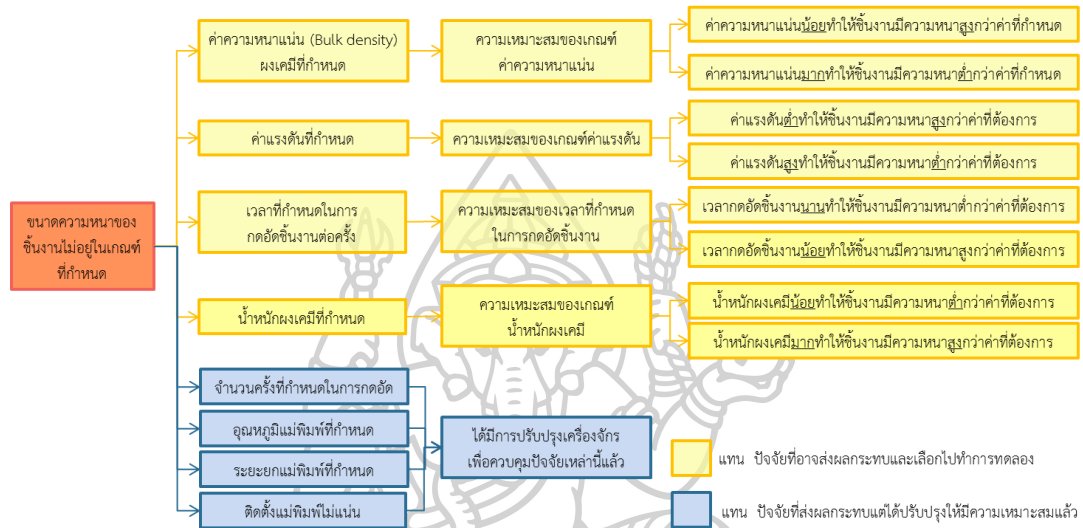 ขนาดความหนาของ
ชิ้นงานไม่อยู่ในเกณฑ์
ที่กำหนด
ค่าความหนาแน่น (Bulk density)
ผงเคมีที่กำหนด
ความเหมาะสมของเกณฑ์
ค่าความหนาแน่น
ค่าความหนาแน่นน้อยทำให้ชิ้นงานมีความหนาสูงกว่าค่าที่กำหนด
ค่าความหนาแน่นมากทำให้ชิ้นงานมีความหนาต่ำกว่าค่าที่กำหนด
ค่าแรงดันที่กำหนด
ความเหมะสมของเกณฑ์ค่าแรงดัน
ค่าแรงดันต่ำทำให้ชิ้นงานมีความหนาสูงกว่าค่าที่ต้องการ
ค่าแรงดันสูงทำให้ชิ้นงานมีความหนาต่ำกว่าค่าที่ต้องการ
เวลาที่กำหนดในการ
กดอัดชิ้นงานต่อครั้ง
ความเหมาะสมของเวลาที่กำหนด
ในการกดอัดชิ้นงาน
เวลากดอัดชิ้นงานนานทำให้ชิ้นงานมีความหนาต่ำกว่าค่าที่ต้องการ
เวลากดอัดชิ้นงานน้อยทำให้ชิ้นงานมีความหนาสูงกว่าค่าที่ต้องการ
น้ำหนักผงเคมีที่กำหนด
ความเหมาะสมของเกณฑ์
น้ำหนักผงเคมี
น้ำหนักผงเคมีน้อยทำให้ชิ้นงานมีความหนาต่ำกว่าค่าที่ต้องการ
น้ำหนักผงเคมีมากทำให้ชิ้นงานมีความหนาสูงกว่าค่าที่ต้องการ
จำนวนครั้งที่กำหนดในการกดอัด
อุณหภูมิแม่พิมพ์ที่กำหนด
ระยะยกแม่พิมพ์ที่กำหนด
ติดตั้งแม่พิมพ์ไม่แน่น
ได้มีการปรับปรุงเครื่องจักร
เพื่อควบคุมปัจจัยเหล่านี้แล้ว
แทน ปัจจัยที่อาจส่งผลกระทบและเลือกไปทำการทดลอง
แทน ปัจจัยที่ส่งผลกระทบแต่ได้ปรับปรุงให้มีความเหมาะสมแล้ว